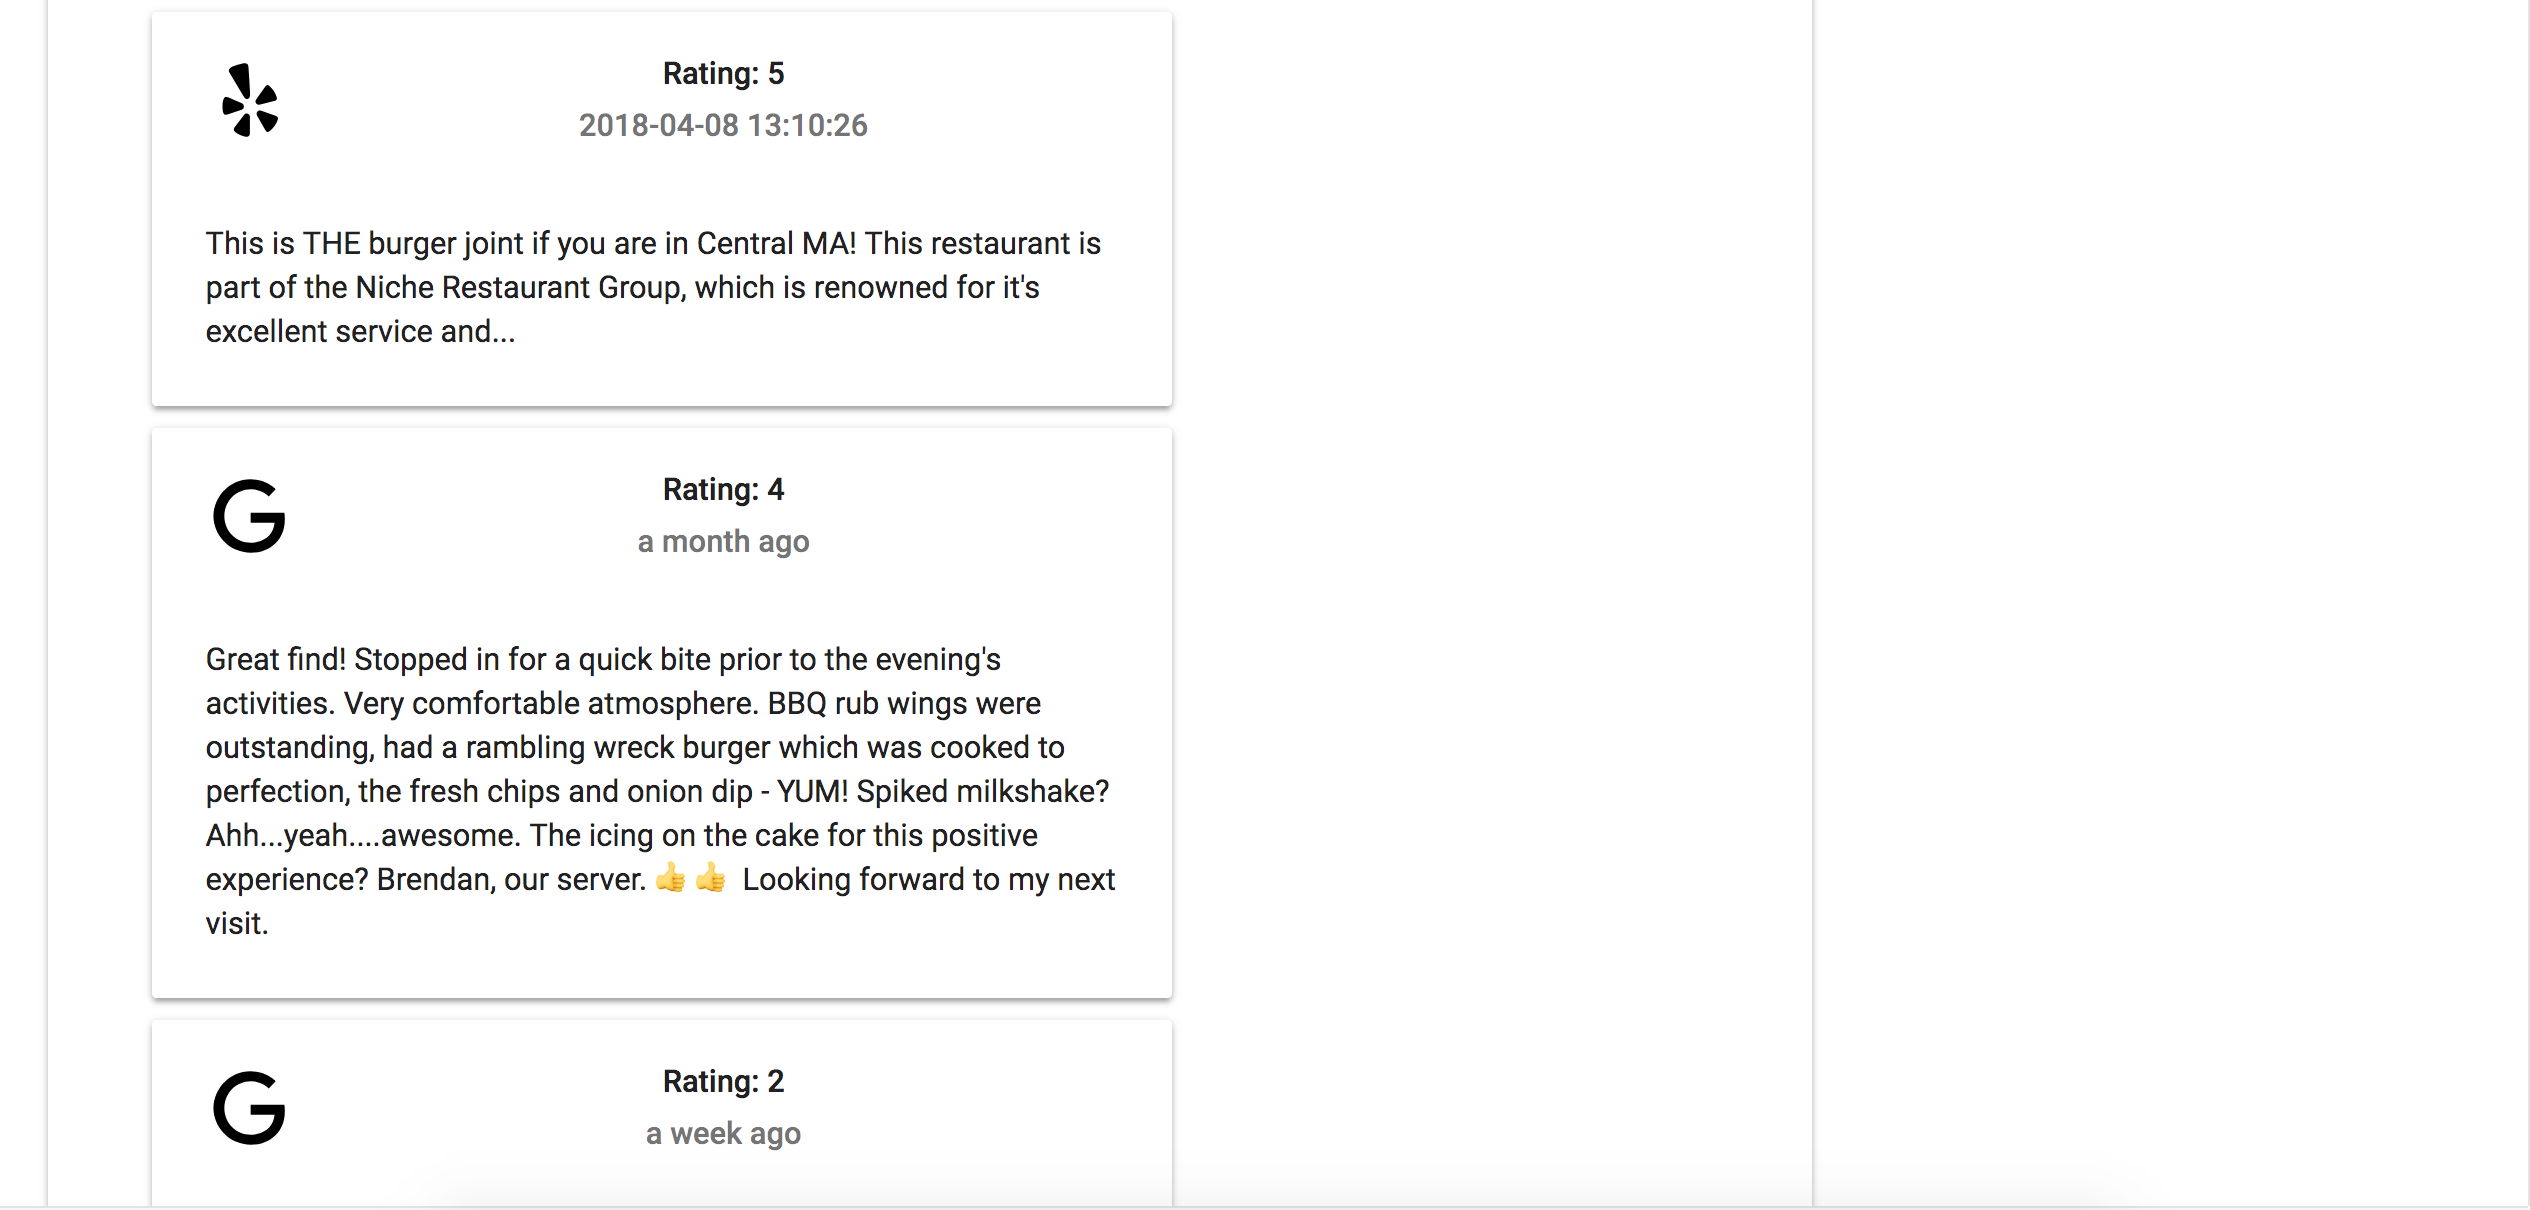 Rating: 5
2018-04-08 13:10:26
This is THE burger joint if you are in Central MA! This restaurant is
part of the Niche Restaurant Group, which is renowned for it's
excellent service and...
G
Rating: 4
a month ago
Great find! Stopped in for a quick bite prior to the evening's
activities. Very comfortable atmosphere. BBQ rub wings were
outstanding, had a rambling wreck burger which was cooked to
perfection, the fresh chips and onion dip - YUM! Spiked milkshake?
Ahh...yeah....awesome. The icing on the cake for this positive
experience? Brendan, our server. 👍👍 Looking forward to my next
visit.
G
Rating: 2
a week ago